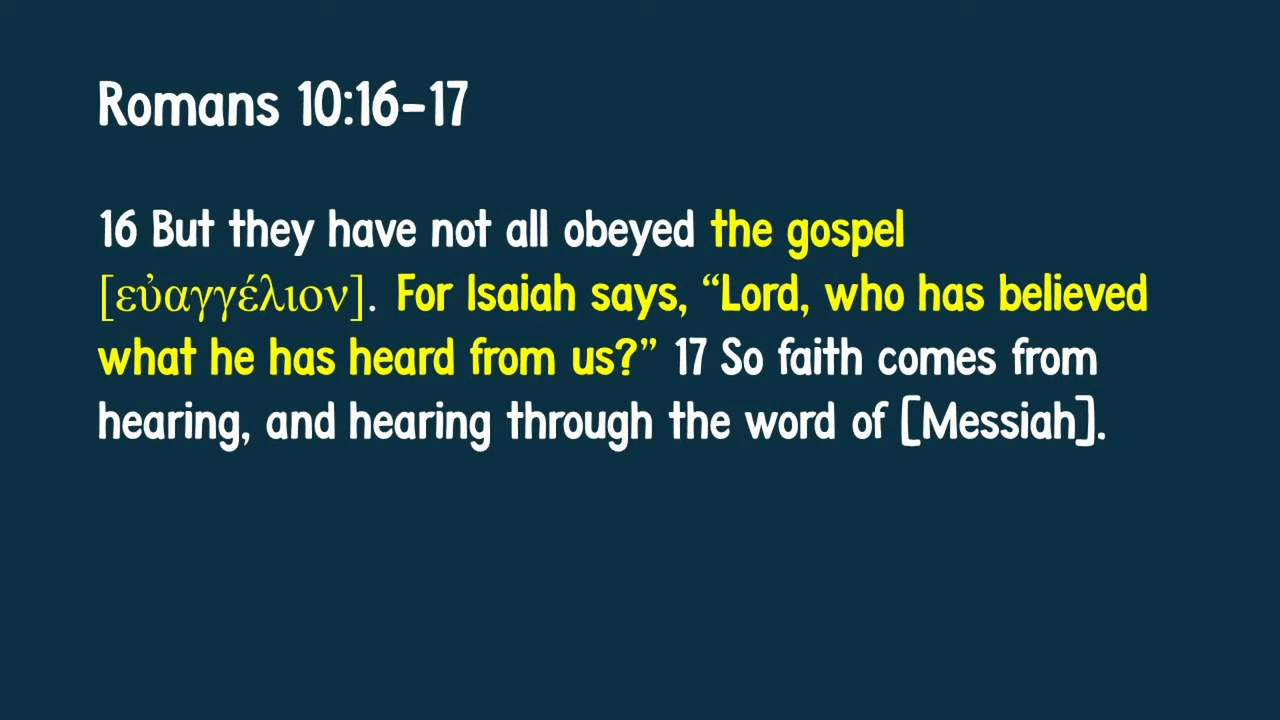 Romans 10:16–17
16 But they have not all obeyed the gospel
[εὐαγγέλιον]. For Isaiah says, “Lord, who has believed
what he has heard from us?” 17 So faith comes from
hearing, and hearing through the word of [Messiah].